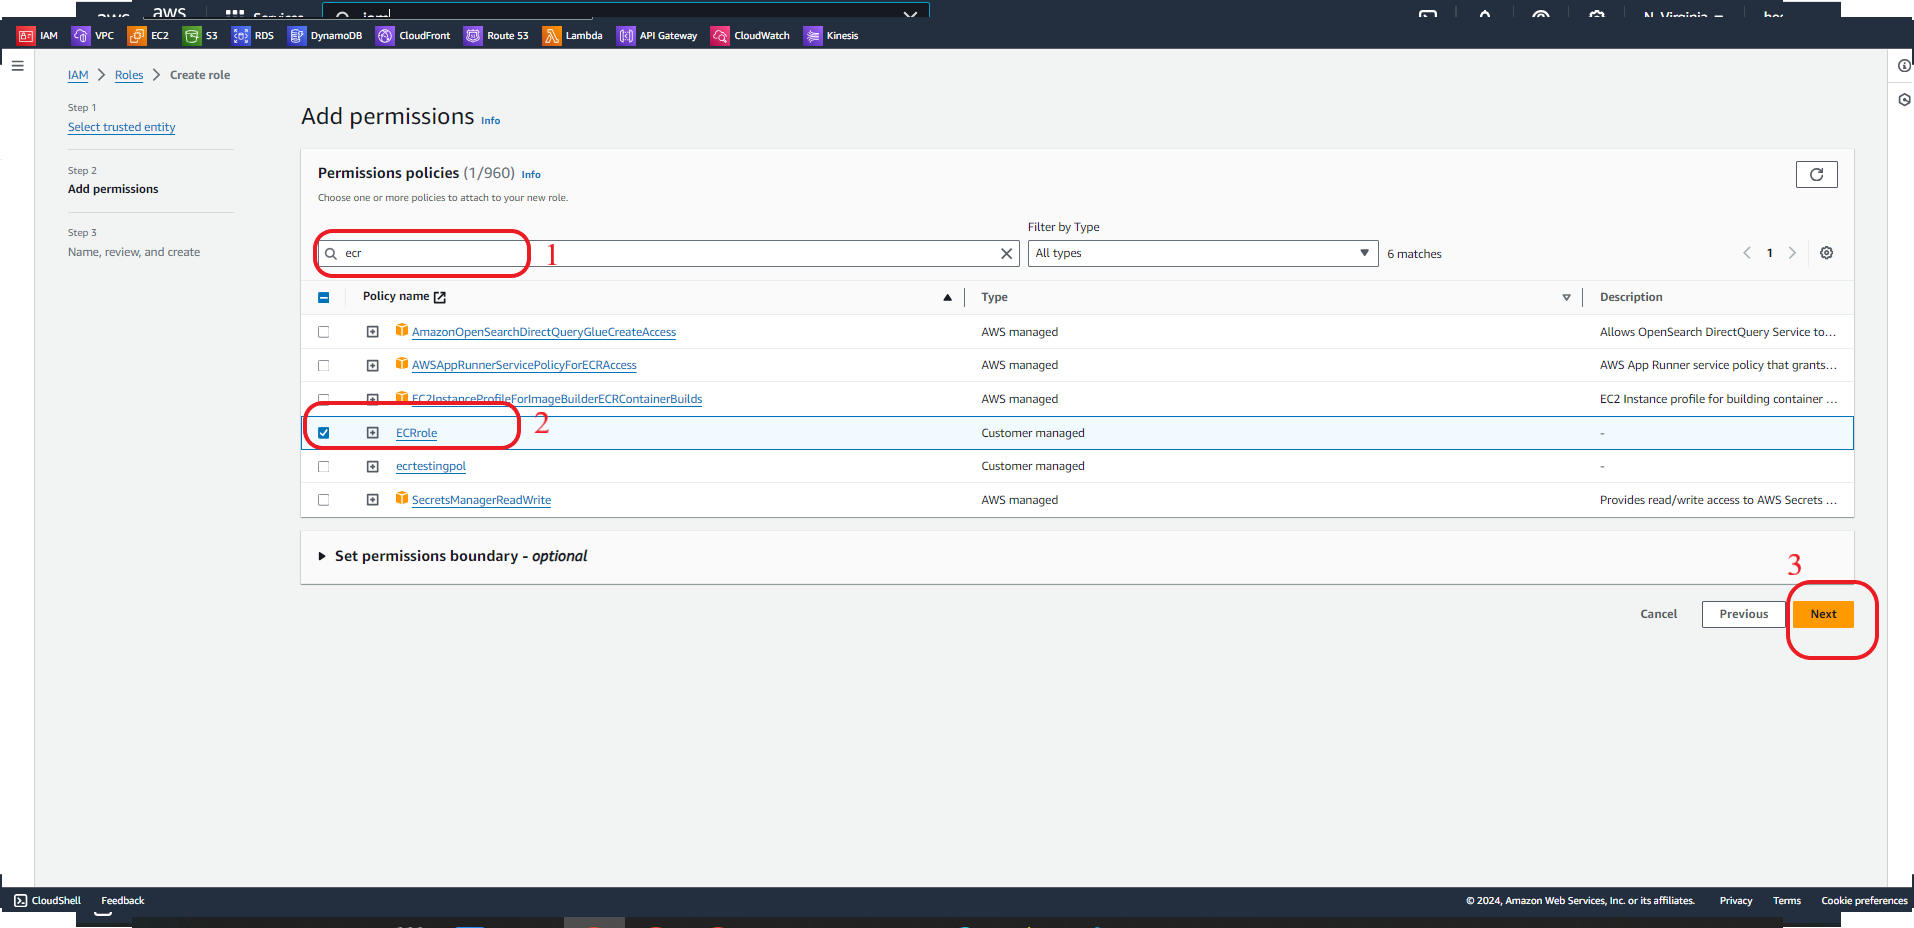 aws
Services
IAM VPC EC2 S3 RDS DynamoDB CloudFront Route 53 Lambda API Gateway CloudWatch Kinesis
IAM Roles Create role
Step 1
Select trusted entity
Step 2
Add permissions
Step 3
Name, review, and create
Add permissions Info
Permissions policies (1/960) Info
Choose one or more policies to attach to your new role.
Filter by Type
ecr 1 All types 6 matches 1
Policy name Type Description
AmazonOpenSearchDirectQueryGlueCreateAccess AWS managed Allows OpenSearch DirectQuery Service to...
AWSAppRunnerServicePolicyForECRAccess AWS managed AWS App Runner service policy that grants...
EC2InstanceProfileForImageBuilderECRContainerBuilds AWS managed EC2 Instance profile for building container ...
2
ECRrole Customer managed -
ecrtestingpol Customer managed -
SecretsManagerReadWrite AWS managed Provides read/write access to AWS Secrets ...
Set permissions boundary - optional
3
Cancel Previous Next
CloudShell Feedback © 2024, Amazon Web Services, Inc. or its affiliates. Privacy Terms Cookie preferences